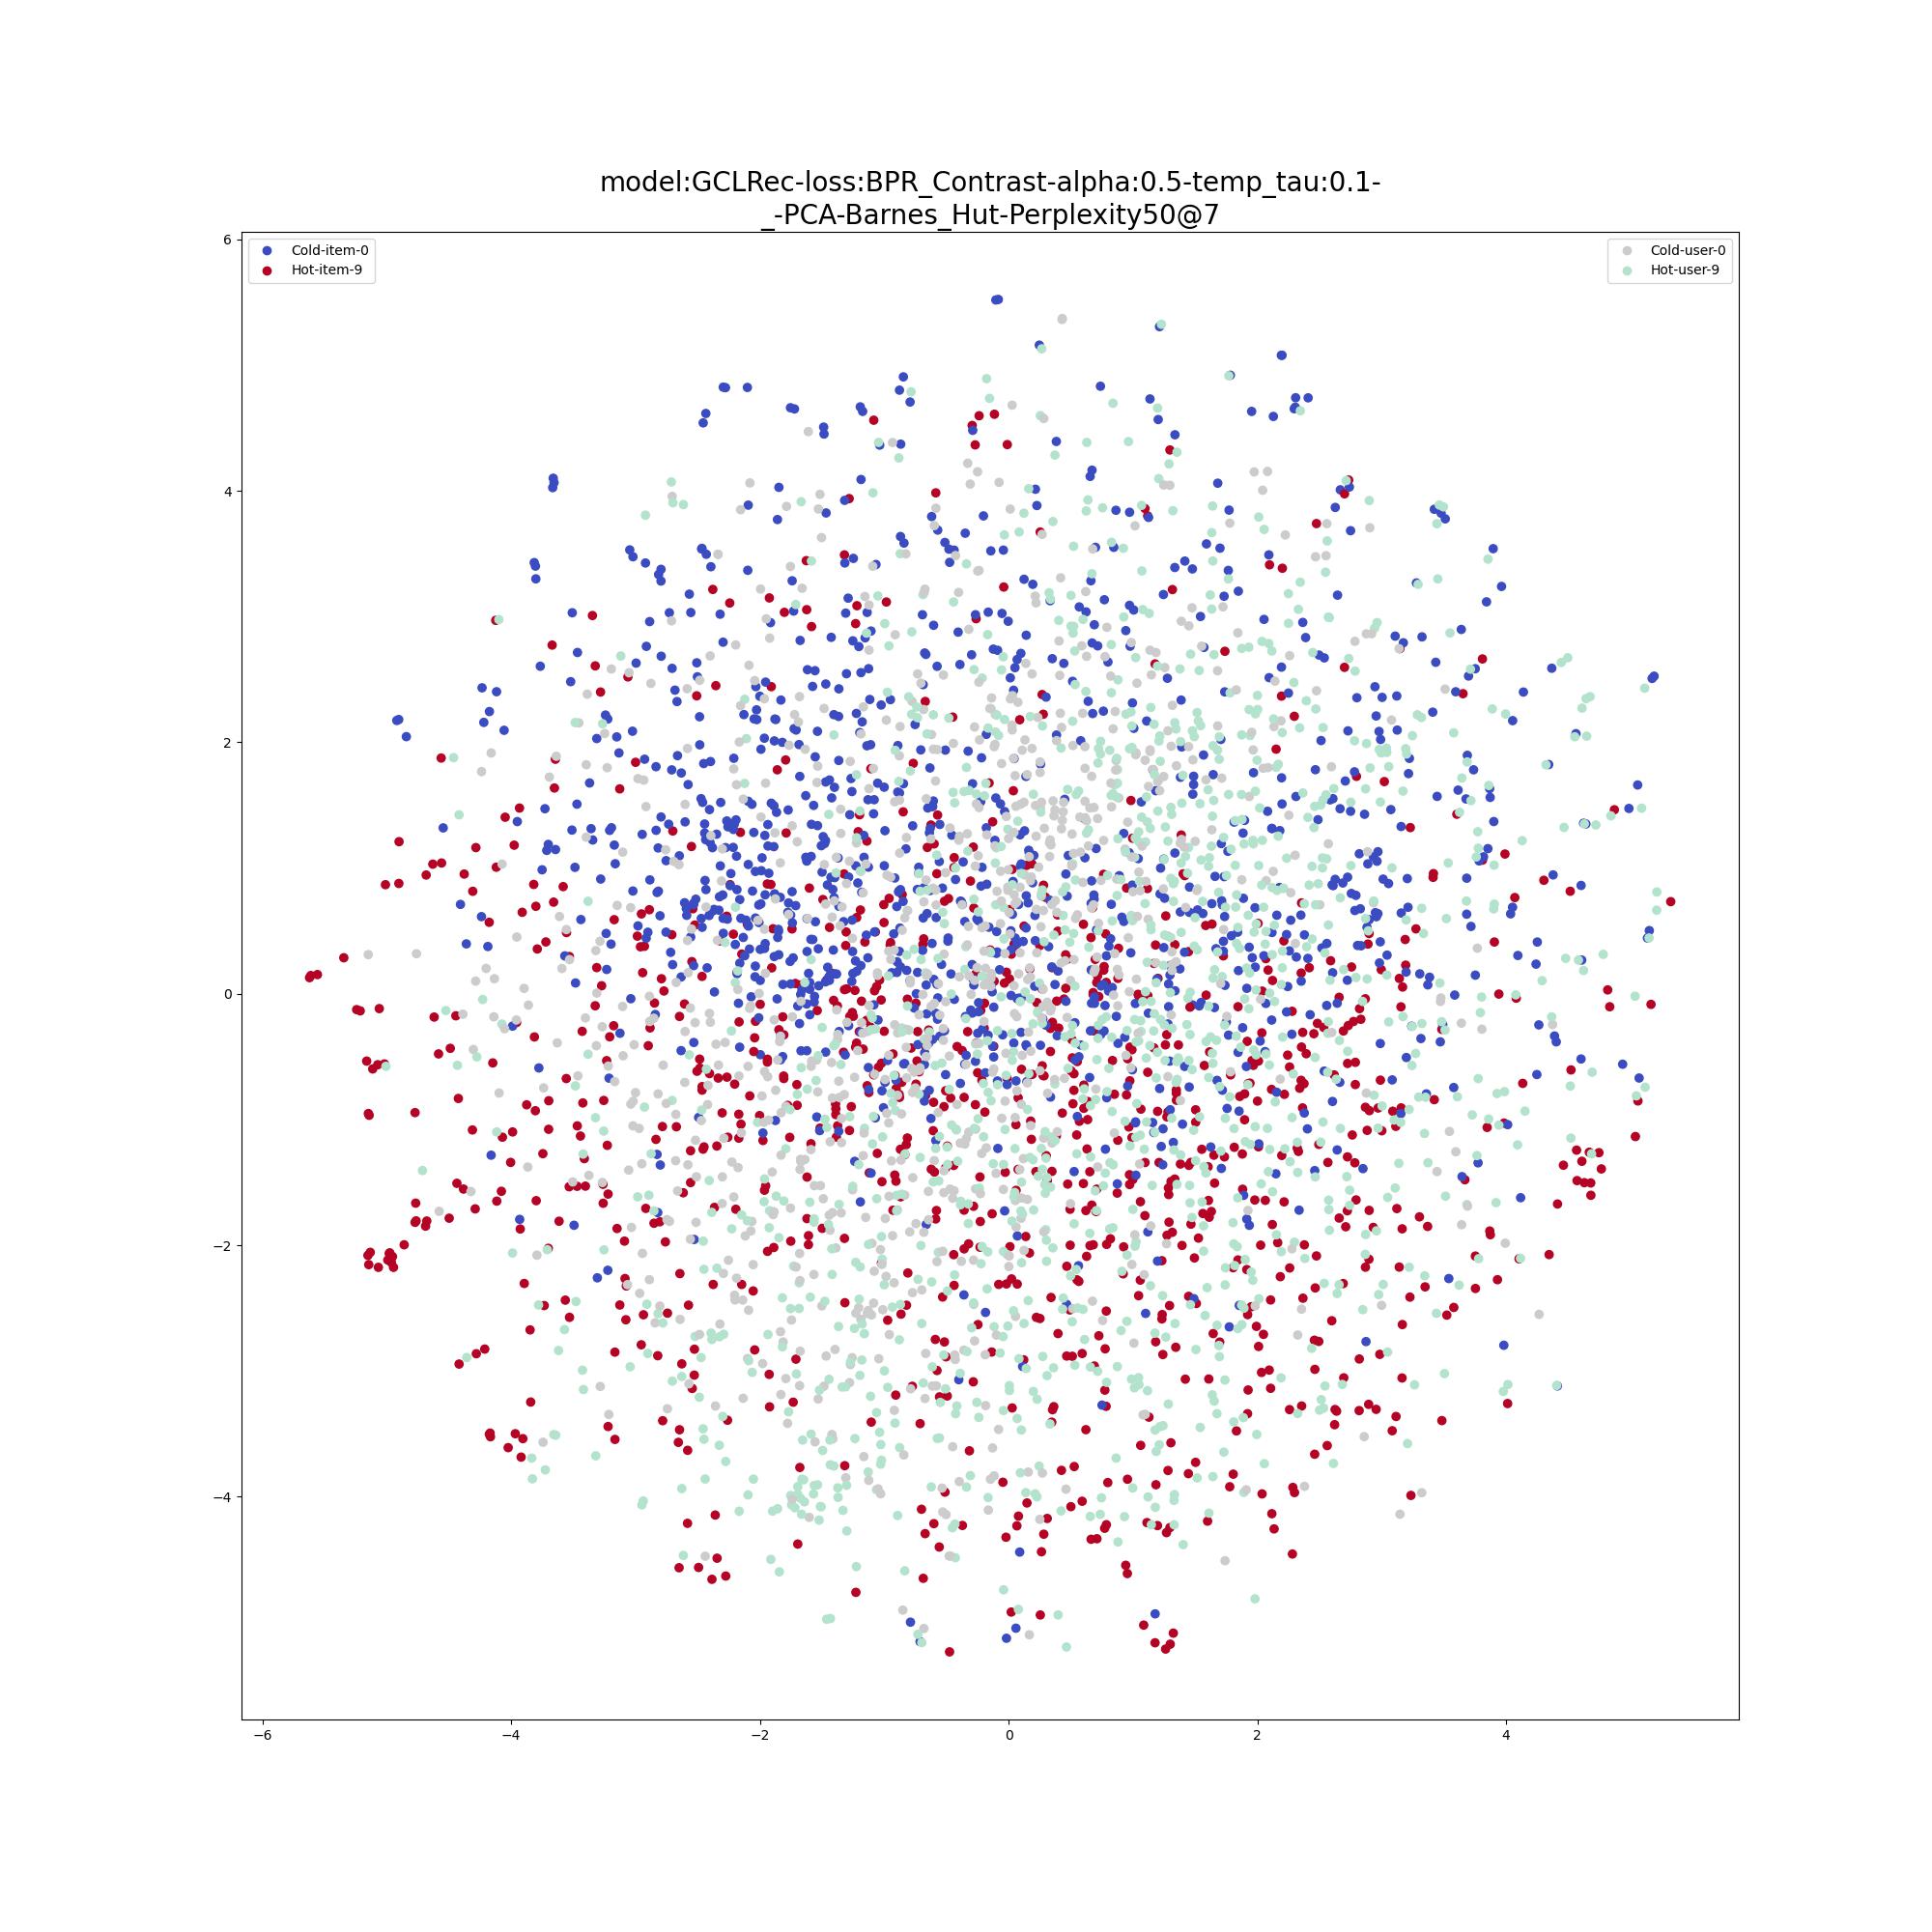 model:GCLRec-loss:BPR_Contrast-alpha:0.5-temp_tau:0.1-
_-PCA-Barnes_Hut-Perplexity50@7
Cold-item-0
Hot-item-9
Cold-user-0
Hot-user-9
6
4
2
0
−2
−4
−6
−4
−2
0
2
4